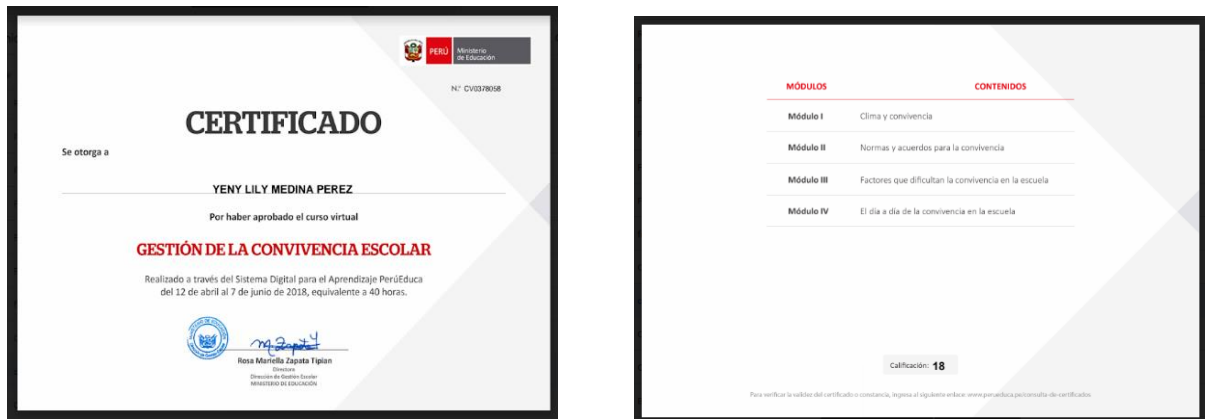 PERÚ
Ministerio
de Educación
N.° CV0378058
CERTIFICADO
Se otorga a
YENY LILY MEDINA PEREZ
Por haber aprobado el curso virtual
GESTIÓN DE LA CONVIVENCIA ESCOLAR
Realizado a través del Sistema Digital para el Aprendizaje PerúEduca
del 12 de abril al 7 de junio de 2018, equivalente a 40 horas.
Rosa Mariella Zapata Tipian
Directora
Dirección de Gestión Escolar
MINISTERIO DE EDUCACIÓN
MÓDULOS CONTENIDOS
Módulo I Clima y convivencia
Módulo II Normas y acuerdos para la convivencia
Módulo III Factores que dificultan la convivencia en la escuela
Módulo IV El día a día de la convivencia en la escuela
Calificación: 18
Para verificar la validez del certificado o constancia, ingresa al siguiente enlace: www.perueduca.pe/consulta-de-certificados